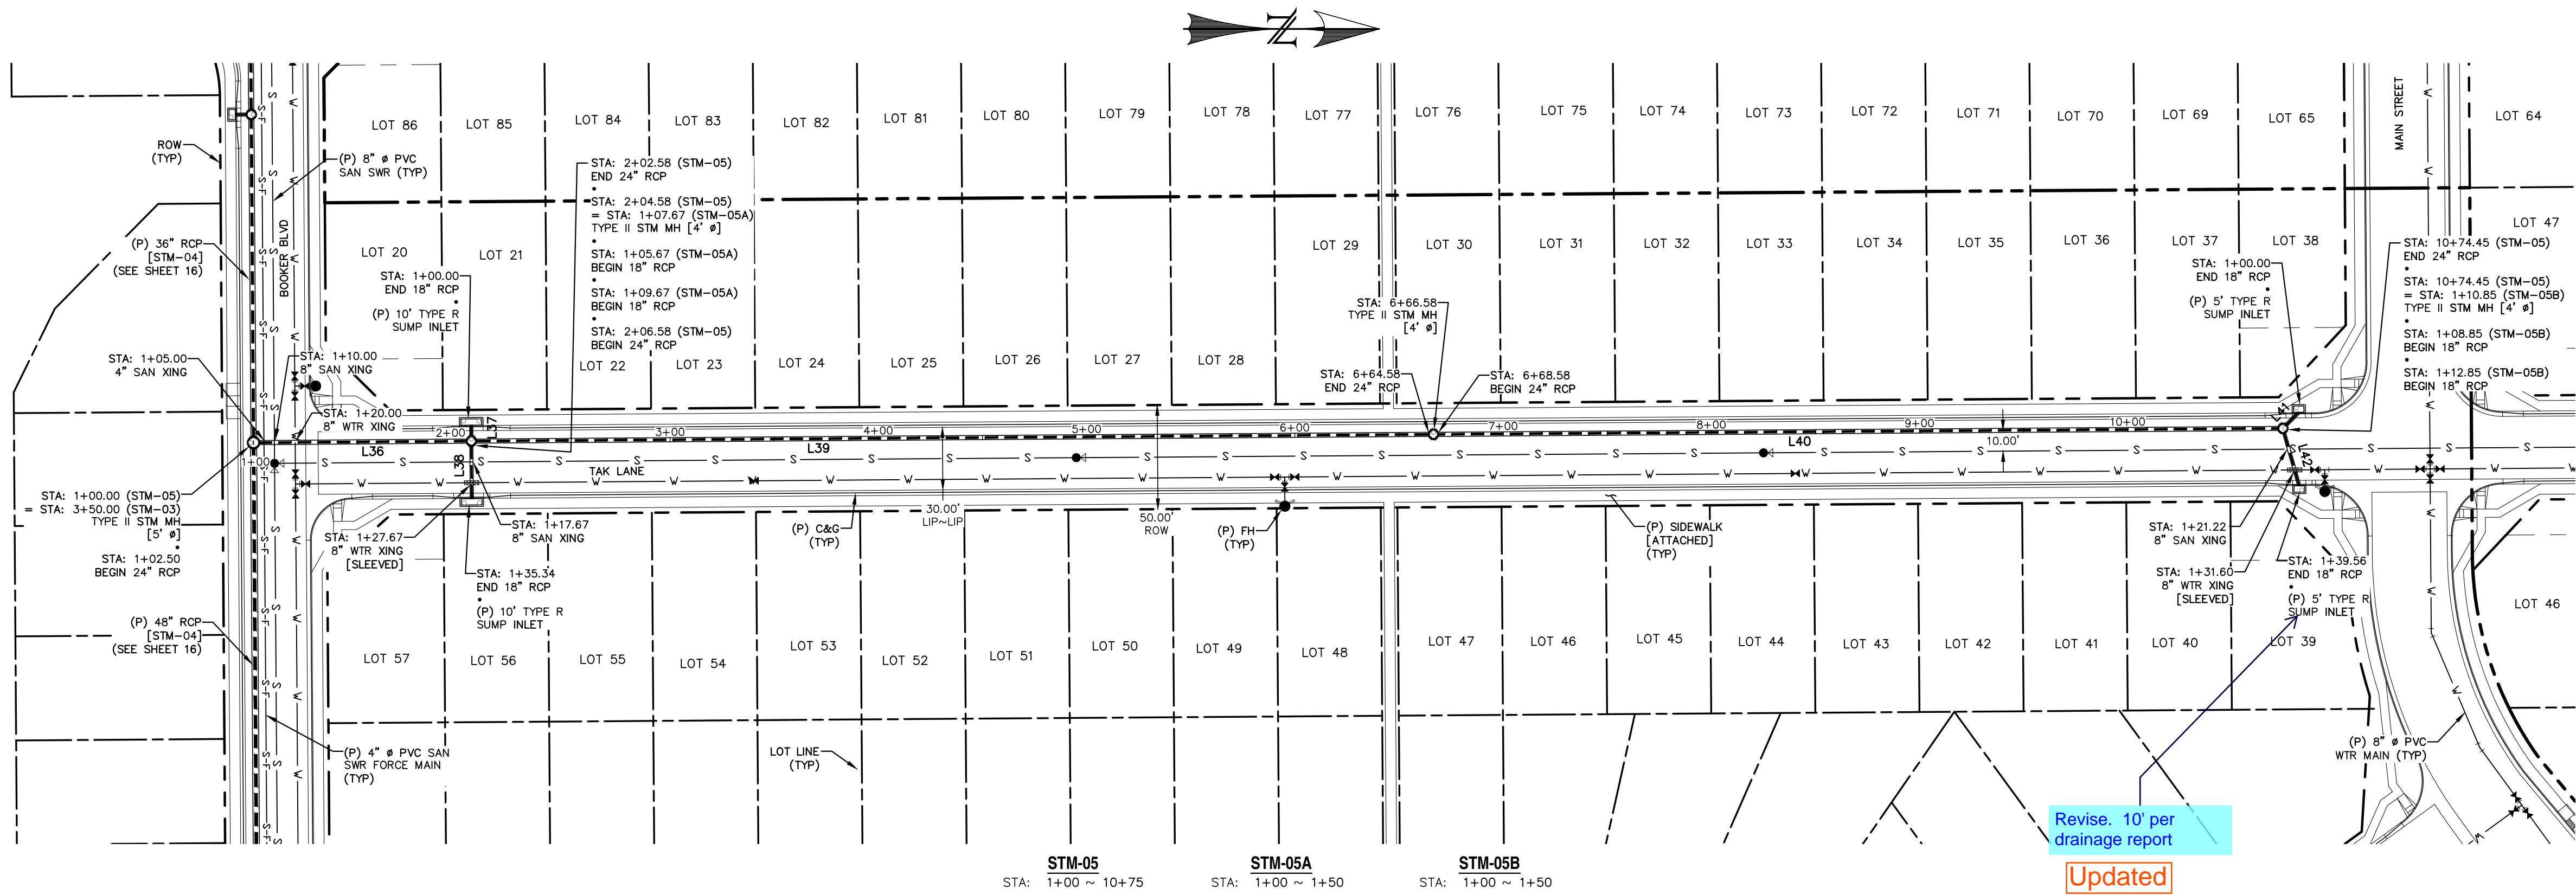 N
LOT 86
LOT 85
LOT 84
LOT 83
LOT 82
LOT 81
LOT 80
LOT 79
LOT 78
LOT 77
LOT 76
LOT 75
LOT 74
LOT 73
LOT 72
LOT 71
LOT 70
LOT 69
LOT 65
MAIN STREET
LOT 64
ROW
(TYP)
(P) 8" ø PVC
SAN SWR (TYP)
BOOKER BLVD
(P) 36" RCP
[STM-04]
(SEE SHEET 16)
STA: 2+02.58 (STM-05)
END 24" RCP
•
STA: 2+04.58 (STM-05)
= STA: 1+07.67 (STM-05A)
TYPE II STM MH [4' ø]
•
STA: 1+05.67 (STM-05A)
BEGIN 18" RCP
•
STA: 1+09.67 (STM-05A)
BEGIN 18" RCP
•
STA: 2+06.58 (STM-05)
BEGIN 24" RCP
LOT 20
LOT 21
LOT 22
LOT 23
LOT 24
LOT 25
LOT 26
LOT 27
LOT 28
LOT 29
LOT 30
LOT 31
LOT 32
LOT 33
LOT 34
LOT 35
LOT 36
LOT 37
LOT 38
LOT 47
STA: 1+00.00
END 18" RCP
•
(P) 10' TYPE R
SUMP INLET
STA: 6+66.58
TYPE II STM MH
[4' ø]
STA: 6+64.58
END 24" RCP
STA: 6+68.58
BEGIN 24" RCP
STA: 1+00.00
END 18" RCP
•
(P) 5' TYPE R
SUMP INLET
STA: 10+74.45 (STM-05)
END 24" RCP
•
STA: 10+74.45 (STM-05)
= STA: 1+10.85 (STM-05B)
TYPE II STM MH [4' ø]
•
STA: 1+08.85 (STM-05B)
BEGIN 18" RCP
•
STA: 1+12.85 (STM-05B)
BEGIN 18" RCP
STA: 1+05.00
4" SAN XING
STA: 1+10.00
8" SAN XING
STA: 1+20.00
8" WTR XING
1+00
2+00
3+00
4+00
5+00
6+00
7+00
8+00
9+00
10+00
10.00'
L36
L37
L38
L39
L40
L42
TAK LANE
STA: 1+00.00 (STM-05)
= STA: 3+50.00 (STM-03)
TYPE II STM MH
[5' ø]
•
STA: 1+02.50
BEGIN 24" RCP
STA: 1+27.67
8" WTR XING
[SLEEVED]
STA: 1+17.67
8" SAN XING
STA: 1+35.34
END 18" RCP
•
(P) 10' TYPE R
SUMP INLET
(P) C&G
(TYP)
30.00'
LIP~LIP
50.00'
ROW
(P) FH
(TYP)
(P) SIDEWALK
[ATTACHED]
(TYP)
STA: 1+21.22
8" SAN XING
STA: 1+31.60
8" WTR XING
[SLEEVED]
STA: 1+39.56
END 18" RCP
•
(P) 5' TYPE R
SUMP INLET
(P) 48" RCP
[STM-04]
(SEE SHEET 16)
LOT 57
LOT 56
LOT 55
LOT 54
LOT 53
LOT 52
LOT 51
LOT 50
LOT 49
LOT 48
LOT 47
LOT 46
LOT 45
LOT 44
LOT 43
LOT 42
LOT 41
LOT 40
LOT 39
LOT 46
(P) 4" ø PVC SAN
SWR FORCE MAIN
(TYP)
LOT LINE
(TYP)
(P) 8" ø PVC
WTR MAIN (TYP)
Revise. 10' per
drainage report
Updated
STM-05
STA: 1+00 ~ 10+75
STM-05A
STA: 1+00 ~ 1+50
STM-05B
STA: 1+00 ~ 1+50